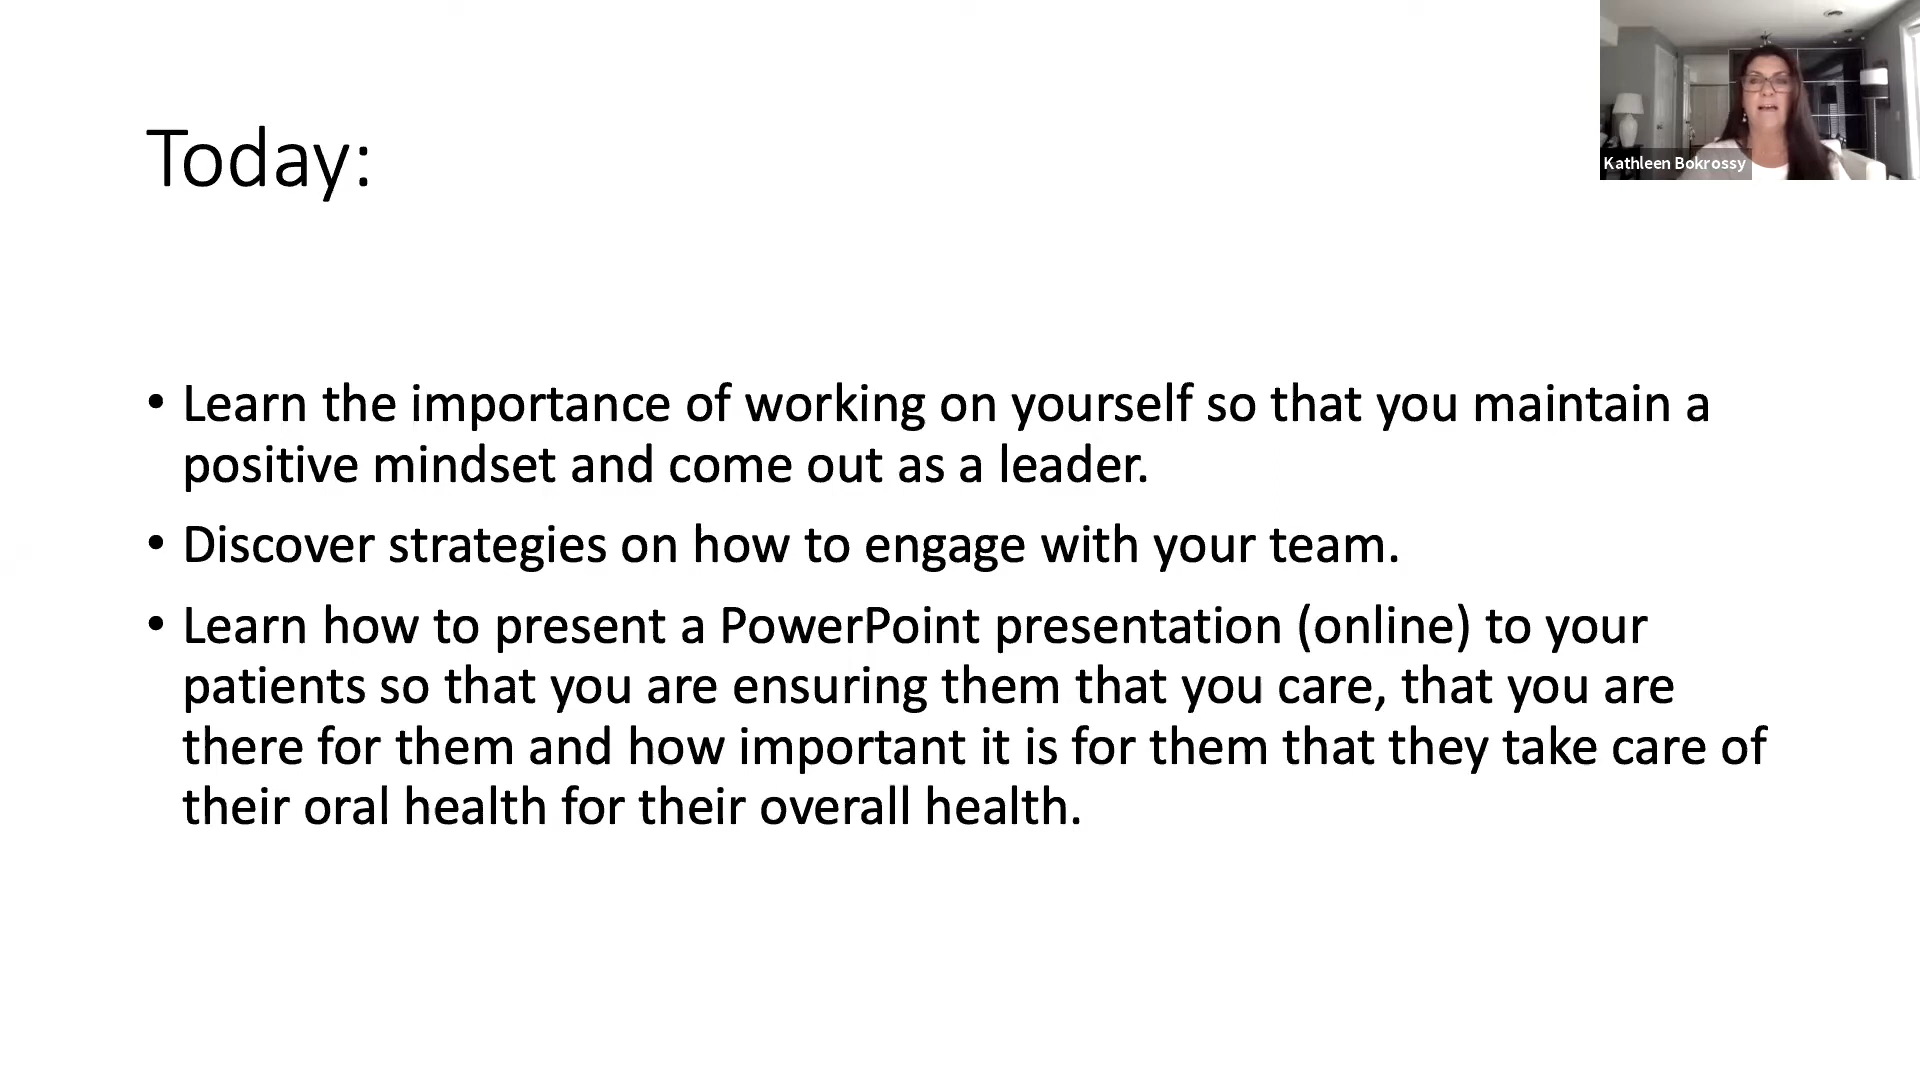 Today:
Kathleen Bokrossy
• Learn the importance of working on yourself so that you maintain a
positive mindset and come out as a leader.
• Discover strategies on how to engage with your team.
• Learn how to present a PowerPoint presentation (online) to your
patients so that you are ensuring them that you care, that you are
there for them and how important it is for them that they take care of
their oral health for their overall health.